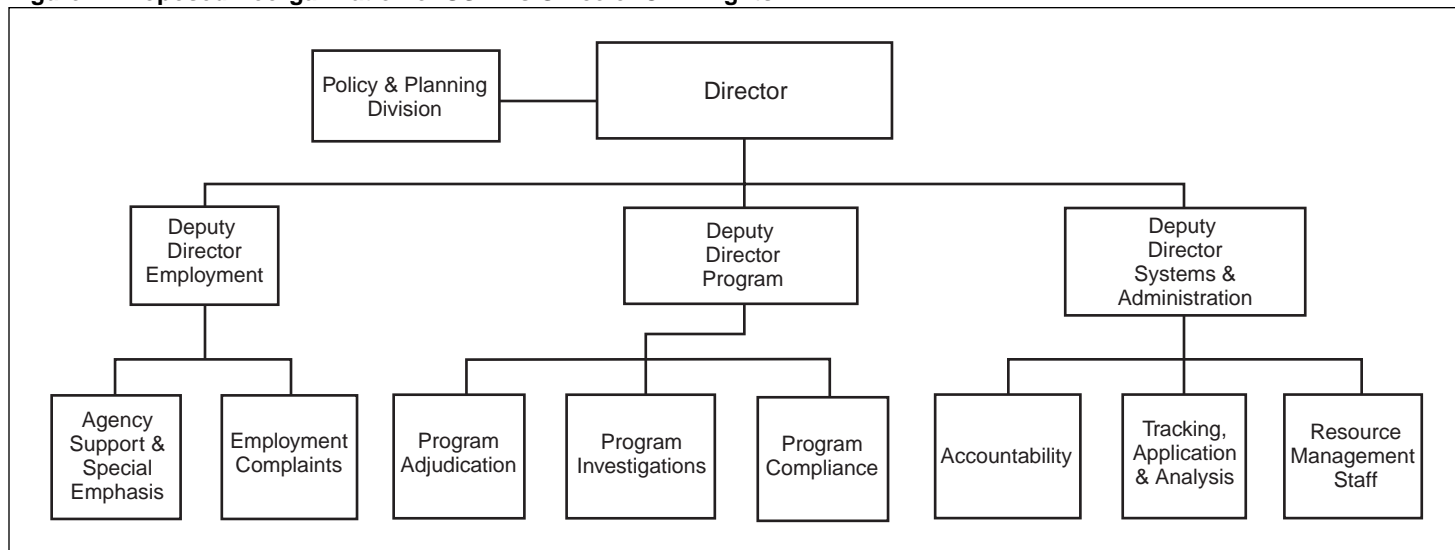 Policy & Planning
Division
Director
Deputy
Director
Employment
Deputy
Director
Program
Deputy
Director
Systems &
Administration
Agency
Support &
Special
Emphasis
Employment
Complaints
Program
Adjudication
Program
Investigations
Program
Compliance
Accountability
Tracking,
Application
& Analysis
Resource
Management
Staff